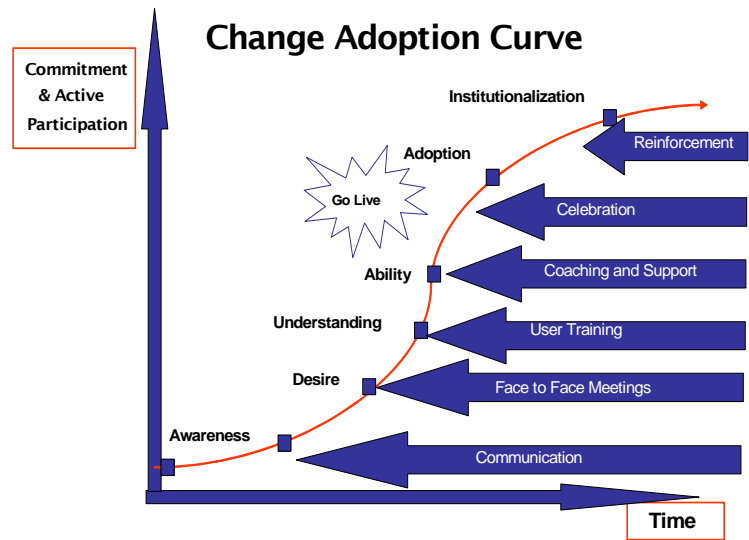 Change Adoption Curve
Commitment
& Active
Participation
Institutionalization
Reinforcement
Adoption
Go Live
Celebration
Ability
Coaching and Support
Understanding
User Training
Desire
Face to Face Meetings
Awareness
Communication
Time